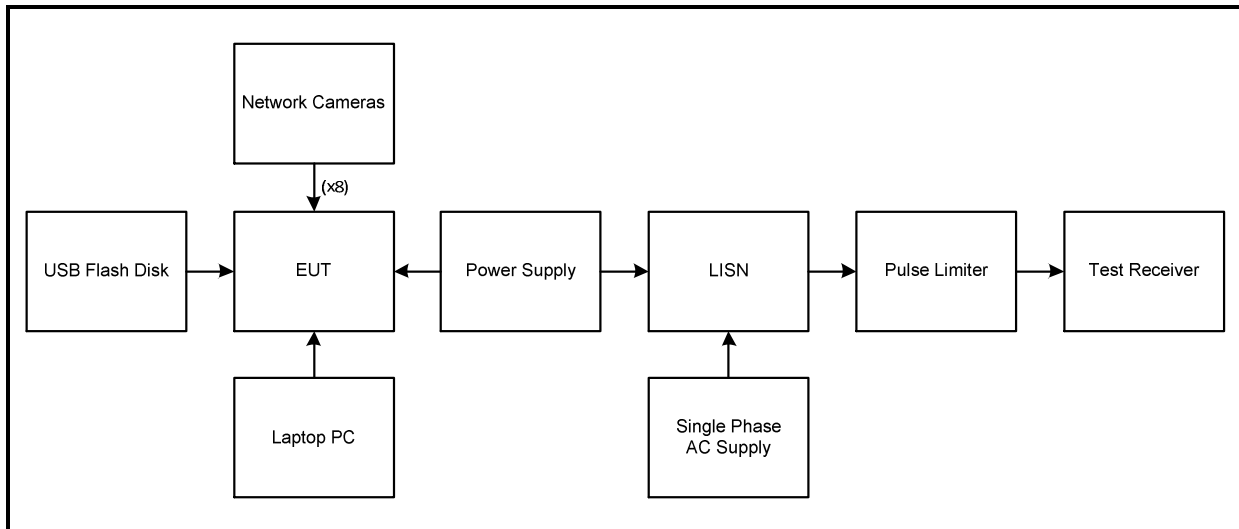 Network Cameras
(x8)
USB Flash Disk
EUT
Power Supply
LISN
Pulse Limiter
Test Receiver
Laptop PC
Single Phase
AC Supply